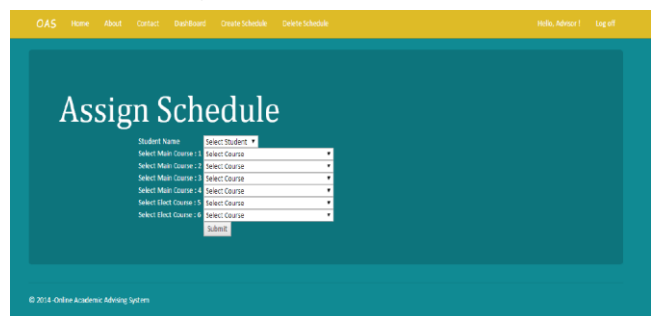 OAS Home About Contact DashBoard Create Schedule Delete Schedule Hello, Advisor ! Log off
Assign Schedule
Student Name Select Student
Select Main Course : 1 Select Course
Select Main Course : 2 Select Course
Select Main Course : 3 Select Course
Select Main Course : 4 Select Course
Select Elect Course : 5 Select Course
Select Elect Course : 6 Select Course
Submit
© 2014 -Online Academic Advising System